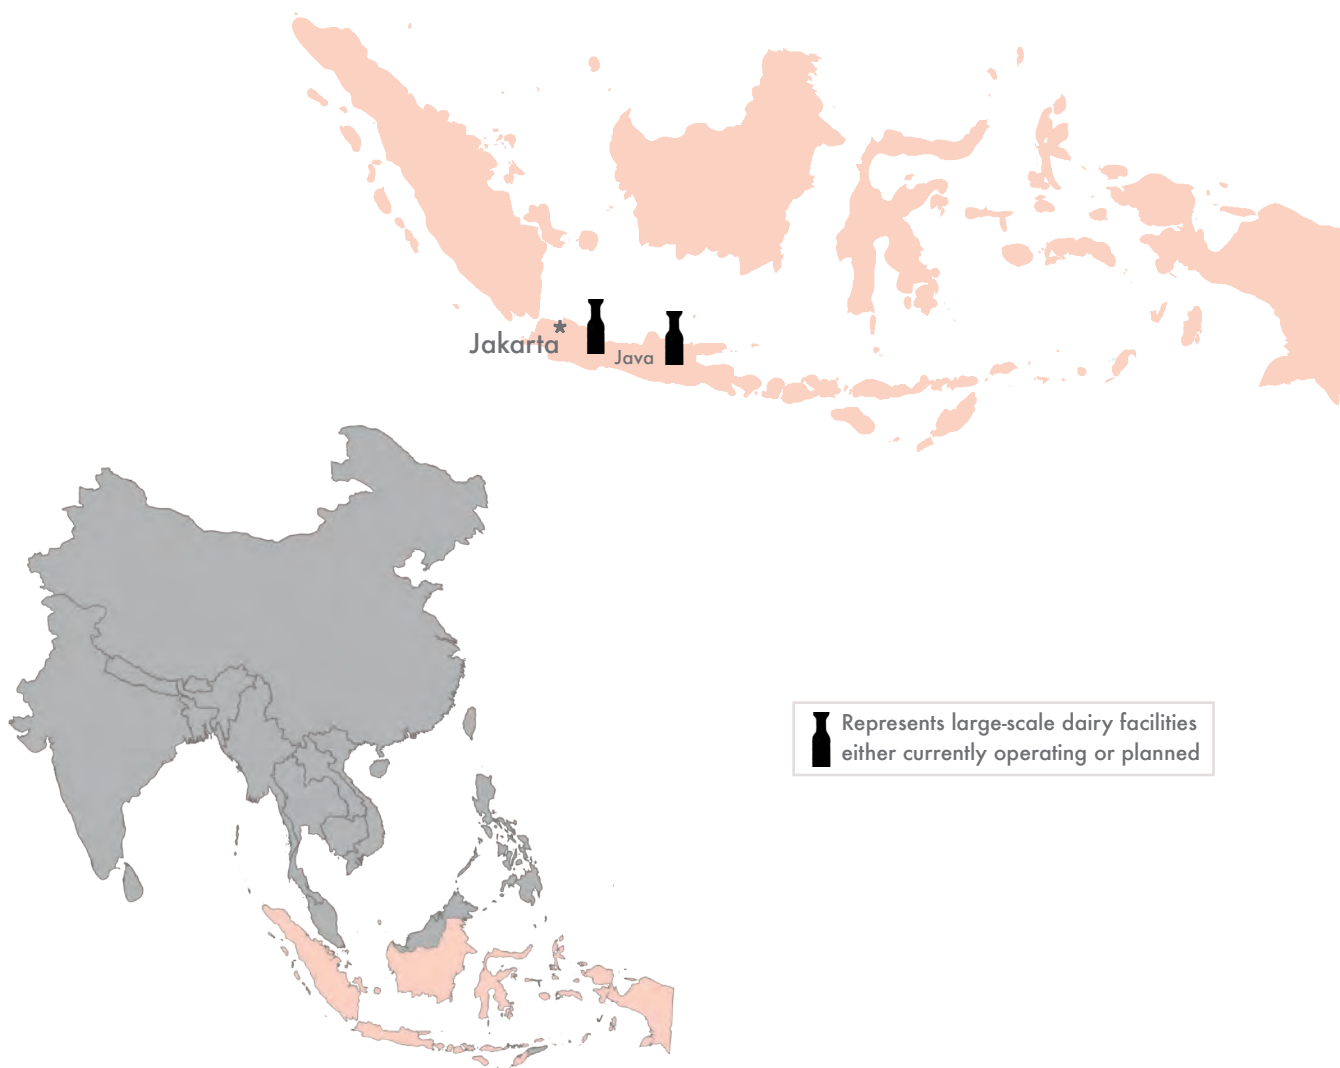 Jakarta*
Java
Represents large-scale dairy facilities
either currently operating or planned